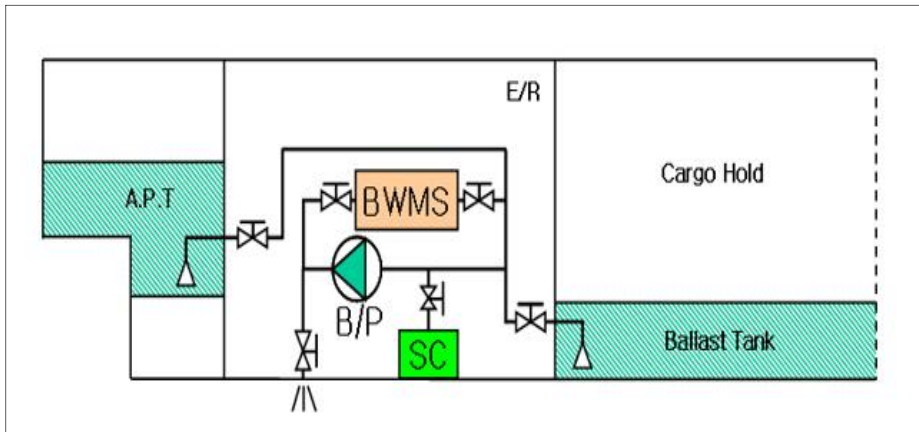 E/R
A.P.T
BWMS
Cargo Hold
B/P
SC
Ballast Tank